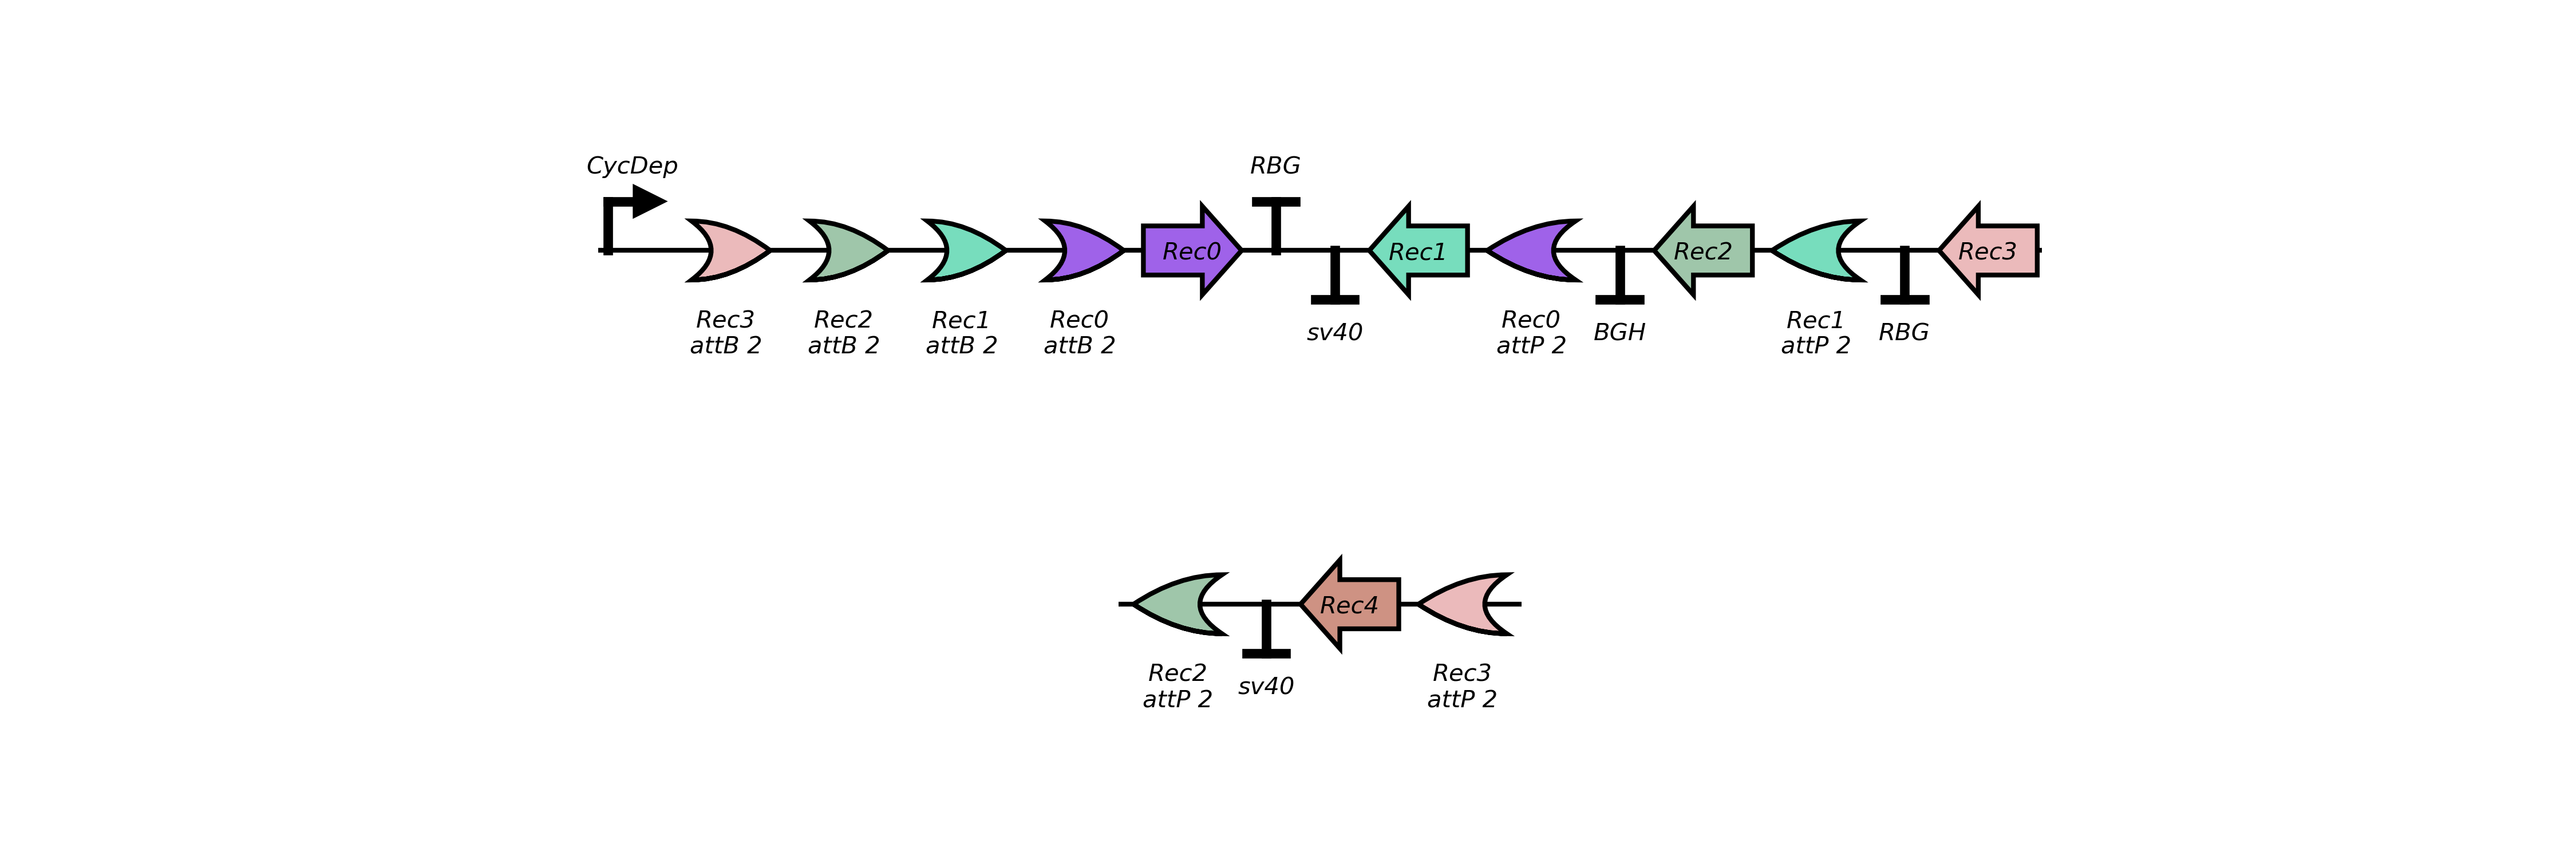 CycDep
RBG
Rec0
Rec1
Rec2
Rec3
Rec3
attB 2
Rec2
attB 2
Rec1
attB 2
Rec0
attB 2
sv40
Rec0
attP 2
BGH
Rec1
attP 2
RBG
Rec4
Rec2
attP 2
sv40
Rec3
attP 2